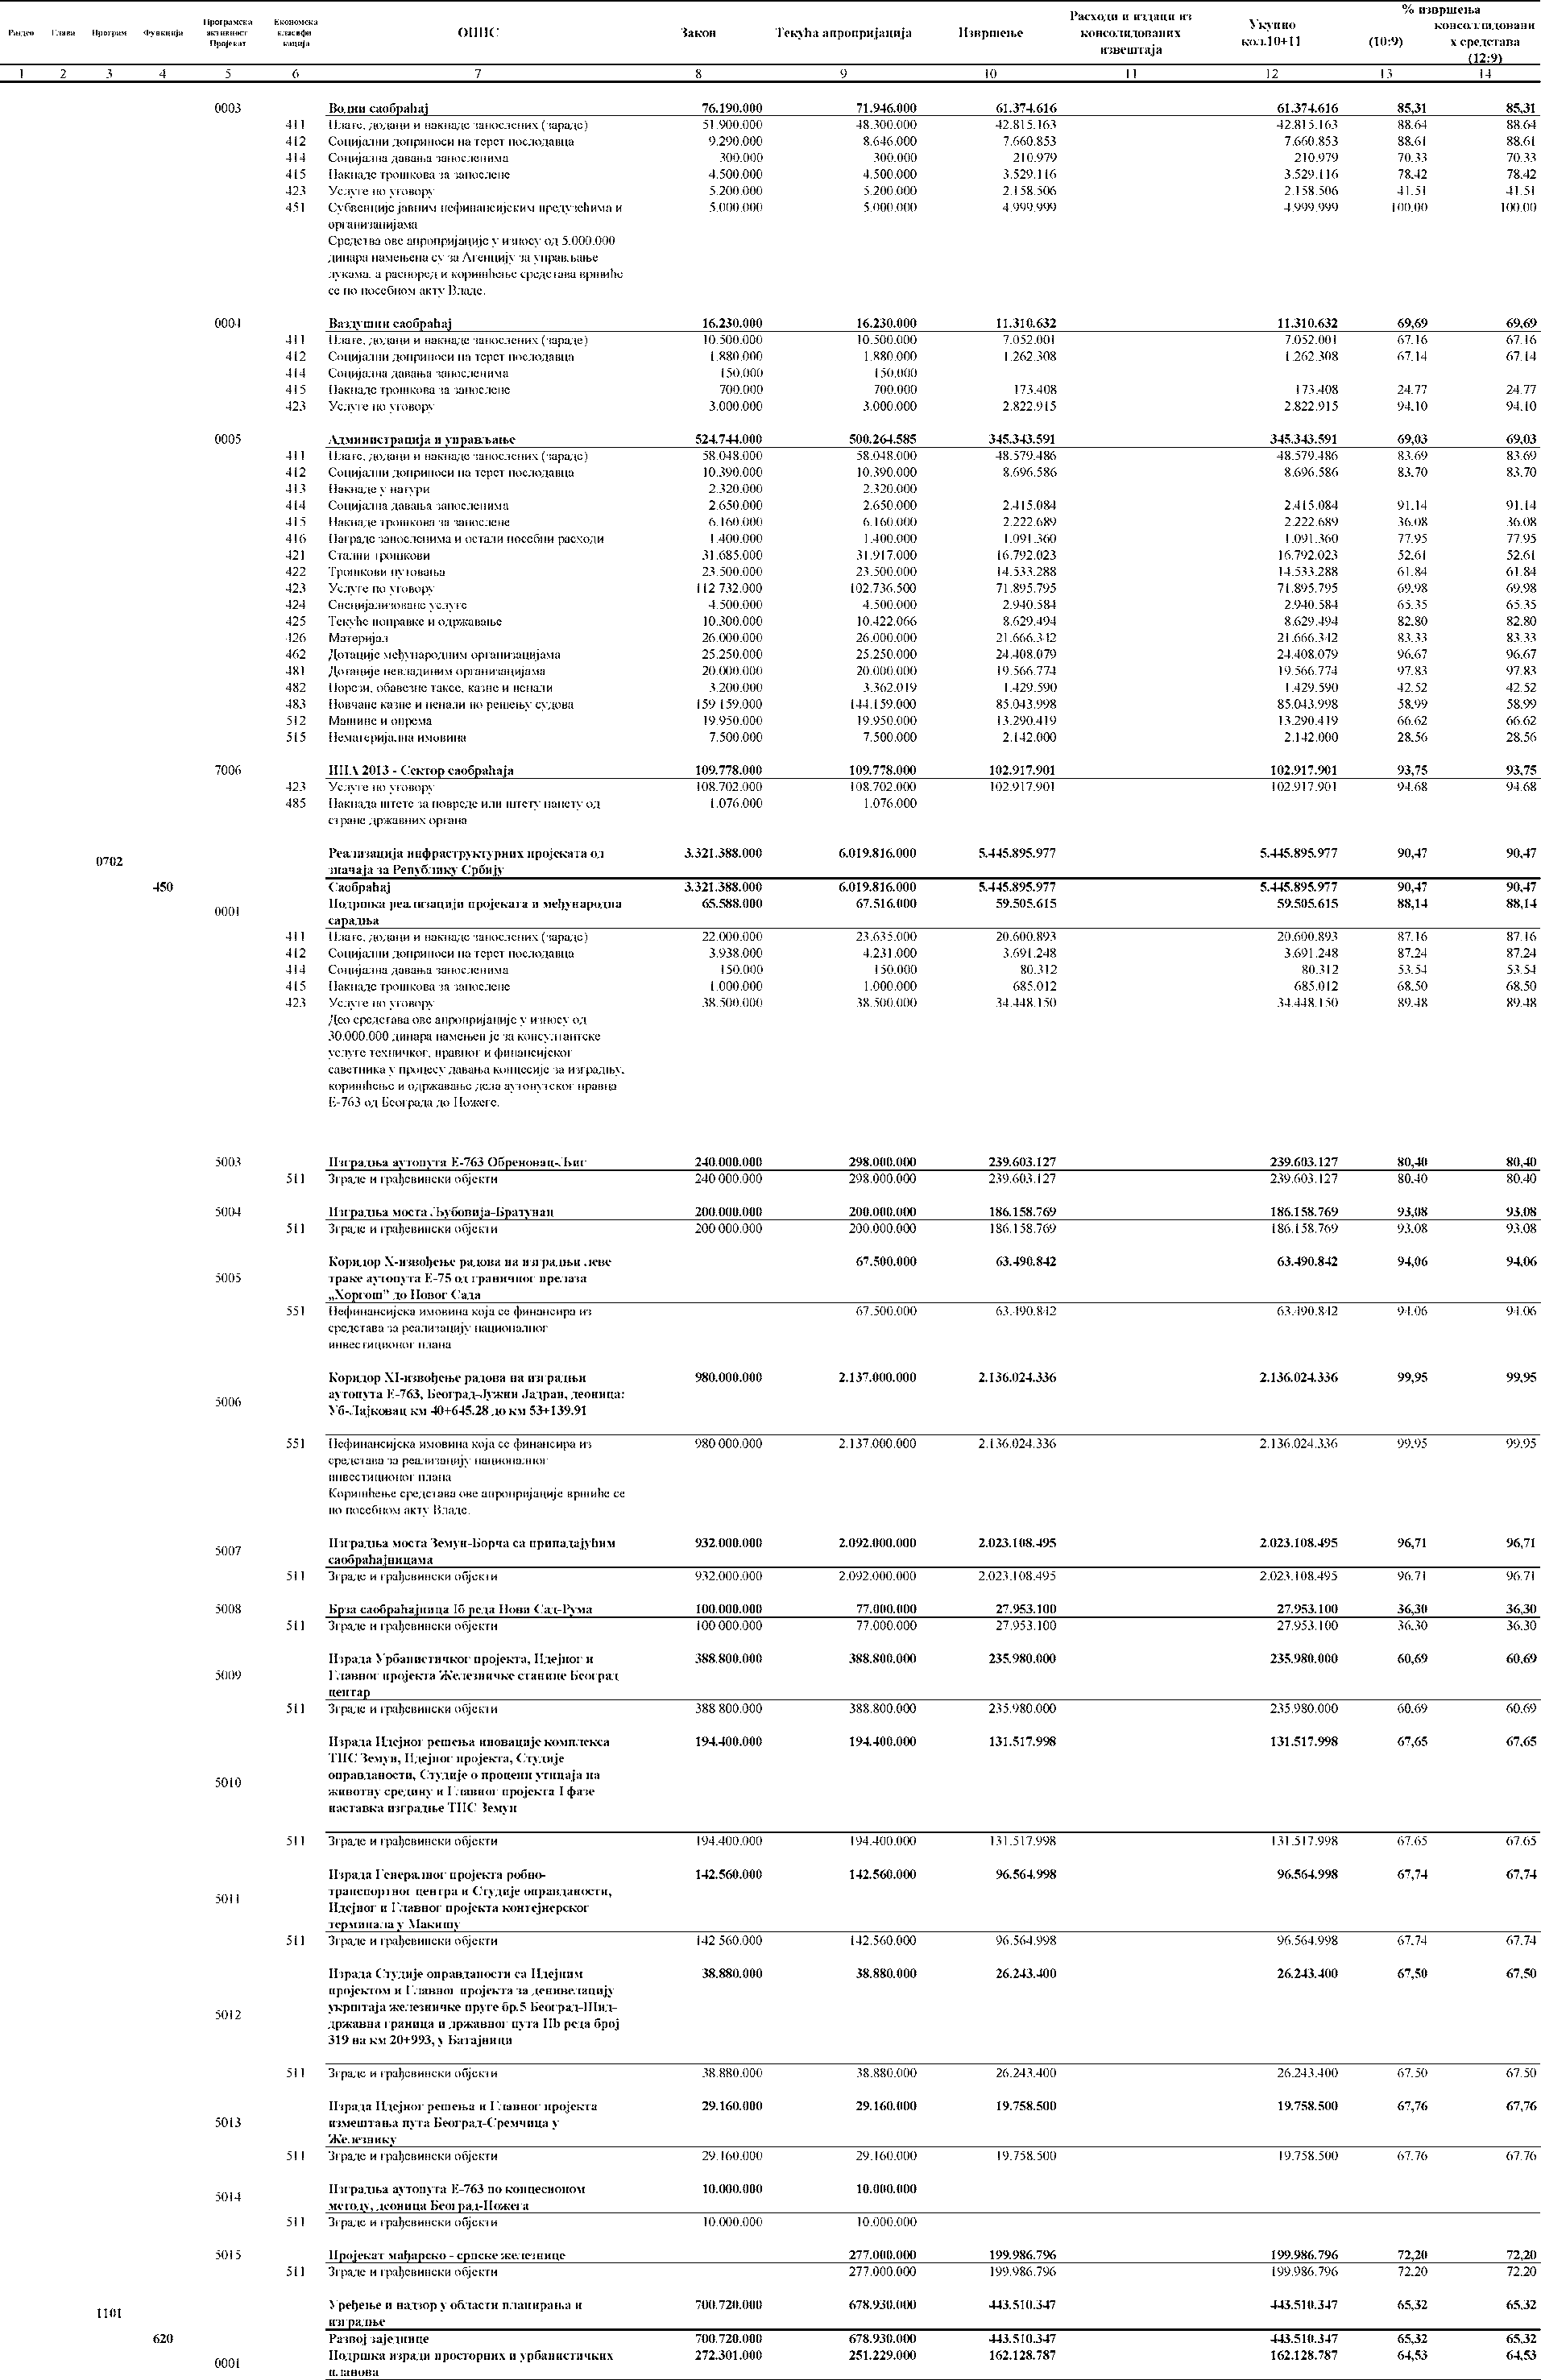 Раздео Глава Програм Функција Програмска активност Пројекат Економска класифи кација ОПИС Закон Текућа апропријација Извршење Расходи и издаци из консолидованих извештаја Укупно кол.10+11 % извршења (10:9) консолидовани х средстава (12:9)
1 2 3 4 5 6 7 8 9 10 11 12 13 14
0003 Водни саобраћај 76.190.000 71.946.000 61.374.616 61.374.616 85,31 85,31
411 Плате, додаци и накнаде запослених (зараде) 51.900.000 48.300.000 42.815.163 42.815.163 88.64 88.64
412 Социјални доприноси на терет послодавца 9.290.000 8.646.000 7.660.853 7.660.853 88.61 88.61
414 Социјална давања запосленима 300.000 300.000 210.979 210.979 70.33 70.33
415 Накнаде трошкова за запослене 4.500.000 4.500.000 3.529.116 3.529.116 78.42 78.42
423 Услуге по уговору 5.200.000 5.200.000 2.158.506 2.158.506 41.51 41.51
451 Субвенције јавним нефинансијским предузећима и 5.000.000 5.000.000 4.999.999 4.999.999 100.00 100.00
организацијама
Средства ове апропријације у износу од 5.000.000
динара намењена су за Агенцију за управљање
лукама, а распоред и коришћење средстава вршиће
се по посебном акту Владе.
0004 Ваздушни саобраћај 16.230.000 16.230.000 11.310.632 11.310.632 69,69 69,69
411 Плате, додаци и накнаде запослених (зараде) 10.500.000 10.500.000 7.052.001 7.052.001 67.16 67.16
412 Социјални доприноси на терет послодавца 1.880.000 1.880.000 1.262.308 1.262.308 67.14 67.14
414 Социјална давања запосленима 150.000 150.000
415 Накнаде трошкова за запослене 700.000 700.000 173.408 173.408 24.77 24.77
423 Услуге по уговору 3.000.000 3.000.000 2.822.915 2.822.915 94.10 94.10
0005 Администрација и управљање 524.744.000 500.264.585 345.343.591 345.343.591 69,03 69,03
411 Плате, додаци и накнаде запослених (зараде) 58.048.000 58.048.000 48.579.486 48.579.486 83.69 83.69
412 Социјални доприноси на терет послодавца 10.390.000 10.390.000 8.696.586 8.696.586 83.70 83.70
413 Накнаде у натури 2.320.000 2.320.000
414 Социјална давања запосленима 2.650.000 2.650.000 2.415.084 2.415.084 91.14 91.14
415 Накнаде трошкова за запослене 6.160.000 6.160.000 2.222.689 2.222.689 36.08 36.08
416 Награде запосленима и остали посебни расходи 1.400.000 1.400.000 1.091.360 1.091.360 77.95 77.95
421 Стални трошкови 31.685.000 31.917.000 16.792.023 16.792.023 52.61 52.61
422 Трошкови путовања 23.500.000 23.500.000 14.533.288 14.533.288 61.84 61.84
423 Услуге по уговору 112 732.000 102.736.500 71.895.795 71.895.795 69.98 69.98
424 Специјализоване услуге 4.500.000 4.500.000 2.940.584 2.940.584 65.35 65.35
425 Текуће поправке и одржавање 10.300.000 10.422.066 8.629.494 8.629.494 82.80 82.80
426 Материјал 26.000.000 26.000.000 21.666.342 21.666.342 83.33 83.33
462 Дотације међународним организацијама 25.250.000 25.250.000 24.408.079 24.408.079 96.67 96.67
481 Дотације невладиним организацијама 20.000.000 20.000.000 19.566.774 19.566.774 97.83 97.83
482 Порези, обавезне таксе, казне и пенали 3.200.000 3.362.019 1.429.590 1.429.590 42.52 42.52
483 Новчане казне и пенали по решењу судова 159 159.000 144.159.000 85.043.998 85.043.998 58.99 58.99
512 Машине и опрема 19.950.000 19.950.000 13.290.419 13.290.419 66.62 66.62
515 Нематеријална имовина 7.500.000 7.500.000 2.142.000 2.142.000 28.56 28.56
7006 ИПА 2013 - Сектор саобраћаја 109.778.000 109.778.000 102.917.901 102.917.901 93,75 93,75
423 Услуге по уговору 108.702.000 108.702.000 102.917.901 102.917.901 94.68 94.68
485 Накнада штете за повреде или штету нанету од 1.076.000 1.076.000
стране државних органа
0702 Реализација инфраструктурних пројеката од 3.321.388.000 6.019.816.000 5.445.895.977 5.445.895.977 90,47 90,47
значаја за Републику Србију
450 Саобраћај 3.321.388.000 6.019.816.000 5.445.895.977 5.445.895.977 90,47 90,47
0001 Подршка реализацији пројеката и међународна 65.588.000 67.516.000 59.505.615 59.505.615 88,14 88,14
сарадња
411 Плате, додаци и накнаде запослених (зараде) 22.000.000 23.635.000 20.600.893 20.600.893 87.16 87.16
412 Социјални доприноси на терет послодавца 3.938.000 4.231.000 3.691.248 3.691.248 87.24 87.24
414 Социјална давања запосленима 150.000 150.000 80.312 80.312 53.54 53.54
415 Накнаде трошкова за запослене 1.000.000 1.000.000 685.012 685.012 68.50 68.50
423 Услуге по уговору 38.500.000 38.500.000 34.448.150 34.448.150 89.48 89.48
Део средстава ове апропријације у износу од
30.000.000 динара намењен је за консултантске
услуге техничког, правног и финансијског
саветника у процесу давања концесије за изградњу,
коришћење и одржавање дела аутопутског правца
Е-763 од Београда до Пожеге.
5003 Изградња аутопута Е-763 Обреновац-Љиг 240.000.000 298.000.000 239.603.127 239.603.127 80,40 80,40
511 Зграде и грађевински објекти 240 000.000 298.000.000 239.603.127 239.603.127 80.40 80.40
5004 Изградња моста Љубовија-Братунац 200.000.000 200.000.000 186.158.769 186.158.769 93,08 93,08
511 Зграде и грађевински објекти 200 000.000 200.000.000 186.158.769 186.158.769 93.08 93.08
5005 Коридор X-извођење радова на изградњи леве 67.500.000 63.490.842 63.490.842 94,06 94,06
траке аутопута Е-75 од граничног прелаза
„Хоргош" до Новог Сада
551 Нефинансијска имовина која се финансира из 67.500.000 63.490.842 63.490.842 94.06 94.06
средстава за реализацију националног
инвестиционог плана
5006 Коридор XI-извођење радова на изградњи 980.000.000 2.137.000.000 2.136.024.336 2.136.024.336 99,95 99,95
аутопута Е-763, Београд-Јужни Јадран, деоница:
Уб-Лајковац км 40+645.28 до км 53+139.91
551 Нефинансијска имовина која се финансира из 980 000.000 2.137.000.000 2.136.024.336 2.136.024.336 99.95 99.95
средстава за реализацију националног
инвестиционог плана
Коришћење средстава ове апропријације вршиће се
по посебном акту Владе.
5007 Изградња моста Земун-Борча са припадајућим 932.000.000 2.092.000.000 2.023.108.495 2.023.108.495 96,71 96,71
саобраћајницама
511 Зграде и грађевински објекти 932.000.000 2.092.000.000 2.023.108.495 2.023.108.495 96.71 96.71
5008 Брза саобраћајница Iб реда Нови Сад-Рума 100.000.000 77.000.000 27.953.100 27.953.100 36,30 36,30
511 Зграде и грађевински објекти 100 000.000 77.000.000 27.953.100 27.953.100 36.30 36.30
5009 Израда Урбанистичког пројекта, Идејног и 388.800.000 388.800.000 235.980.000 235.980.000 60,69 60,69
Главног пројекта Железничке станице Београд
центар
511 Зграде и грађевински објекти 388 800.000 388.800.000 235.980.000 235.980.000 60.69 60.69
5010 Израда Идејног решења иновације комплекса 194.400.000 194.400.000 131.517.998 131.517.998 67,65 67,65
ТПС Земун, Идејног пројекта, Студије
оправданости, Студије о процени утицаја на
животну средину и Главног пројекта I фазе
наставка изградње ТПС Земун
511 Зграде и грађевински објекти 194.400.000 194.400.000 131.517.998 131.517.998 67.65 67.65
5011 Израда Генералног пројекта робно- 142.560.000 142.560.000 96.564.998 96.564.998 67,74 67,74
транспортног центра и Студије оправданости,
Идејног и Главног пројекта контејнерског
терминала у Макишу
511 Зграде и грађевински објекти 142 560.000 142.560.000 96.564.998 96.564.998 67.74 67.74
5012 Израда Студије оправданости са Идејним 38.880.000 38.880.000 26.243.400 26.243.400 67,50 67,50
пројектом и Главног пројекта за денивелацију
укрштаја железничке пруге бр.5 Београд-Шид-
државна граница и државног пута IIb реда број
319 на км 20+993, у Батајници
511 Зграде и грађевински објекти 38.880.000 38.880.000 26.243.400 26.243.400 67.50 67.50
5013 Израда Идејног решења и Главног пројекта 29.160.000 29.160.000 19.758.500 19.758.500 67,76 67,76
измештања пута Београд-Сремчица у
Железнику
511 Зграде и грађевински објекти 29.160.000 29.160.000 19.758.500 19.758.500 67.76 67.76
5014 Изградња аутопута Е-763 по концесионом 10.000.000 10.000.000
методу, деоница Београд-Пожега
511 Зграде и грађевински објекти 10.000.000 10.000.000
5015 Пројекат мађарско - српске железнице 277.000.000 199.986.796 199.986.796 72,20 72,20
511 Зграде и грађевински објекти 277.000.000 199.986.796 199.986.796 72.20 72.20
1101 Уређење и надзор у области планирања и 700.720.000 678.930.000 443.510.347 443.510.347 65,32 65,32
изградње
620 Развој заједнице 700.720.000 678.930.000 443.510.347 443.510.347 65,32 65,32
0001 Подршка изради просторних и урбанистичких 272.301.000 251.229.000 162.128.787 162.128.787 64,53 64,53
планова